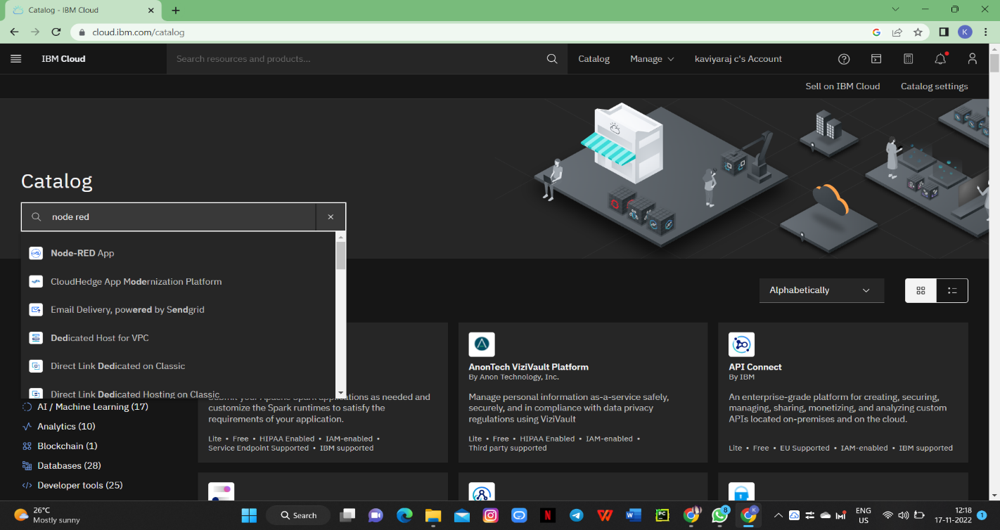 Catalog - IBM Cloud
cloud.ibm.com/catalog
K
IBM Cloud
Search resources and products...
Catalog
Manage
kaviyaraj c's Account
Sell on IBM Cloud
Catalog settings
Catalog
node red
Node-RED App
CloudHedge App Modernization Platform
Email Delivery, powered by Sendgrid
Dedicated Host for VPC
Direct Link Dedicated on Classic
Direct Link Dedicated Hosting on Classic
Alphabetically
AI / Machine Learning (17)
Analytics (10)
Blockchain (1)
Databases (28)
Developer tools (25)
Submit your Apache Spark applications as needed and
customize the Spark runtimes to satisfy the
requirements of your application.
Lite • Free • HIPAA Enabled • IAM-enabled •
Service Endpoint Supported • IBM supported
AnonTech ViziVault Platform
By Anon Technology, Inc.
Manage personal information as-a-service safely,
securely, and in compliance with data privacy
regulations using ViziVault
Lite • Free • HIPAA Enabled • IAM-enabled •
Third party supported
API Connect
By IBM
An enterprise-grade platform for creating, securing,
managing, sharing, monetizing, and analyzing custom
APIs located on-premises and on the cloud.
Lite • Free • EU Supported • IAM-enabled • IBM supported
26°C
Mostly sunny
Search
N
W
PC
8
K
ENG
US
12:18
17-11-2022
1